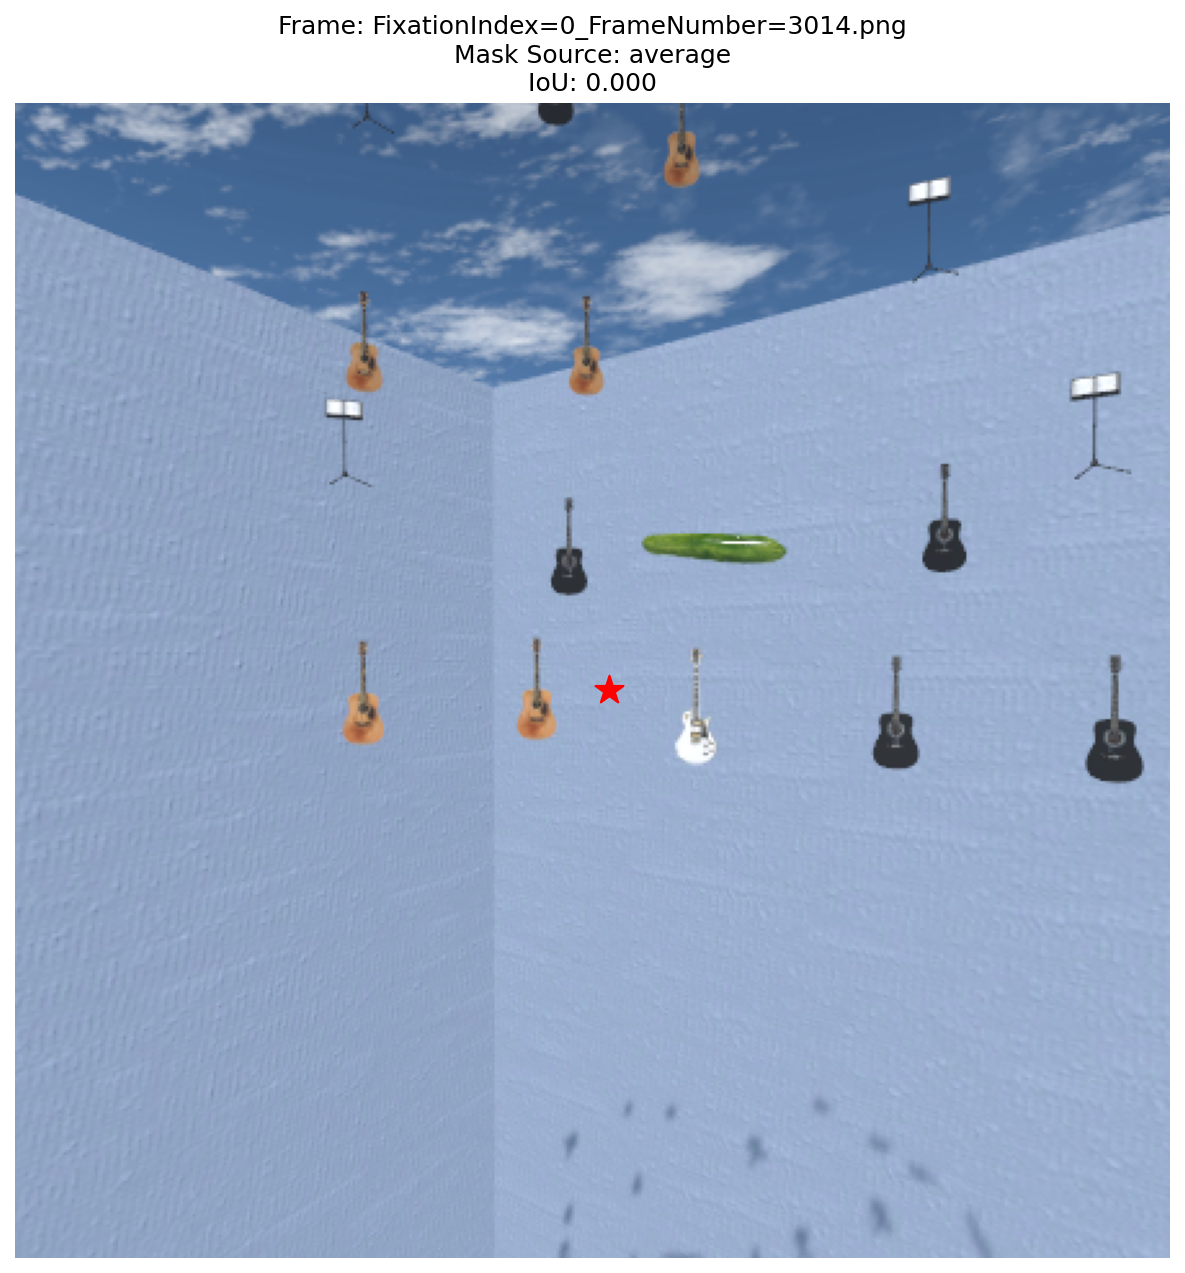 Frame: FixationIndex=0_FrameNumber=3014.png
Mask Source: average
IoU: 0.000